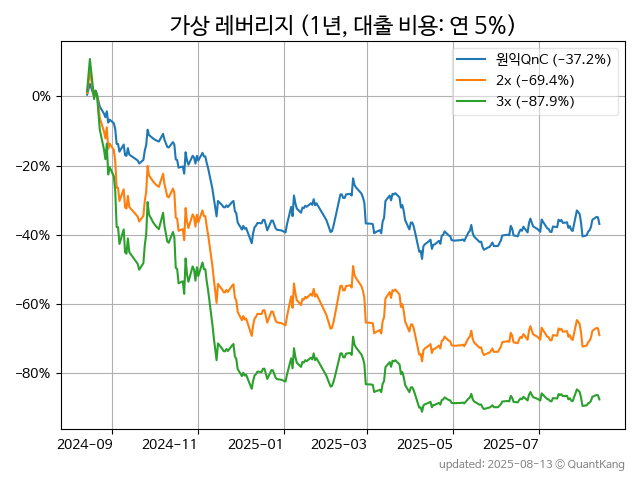 가상 레버리지 (1년, 대출 비용: 연 5%)
원익QnC (−37.2%)
2x (−69.4%)
3x (−87.9%)
0%
−20%
−40%
−60%
−80%
2024-09 2024-11 2025-01 2025-03 2025-05 2025-07
updated: 2025-08-13 © QuantKang